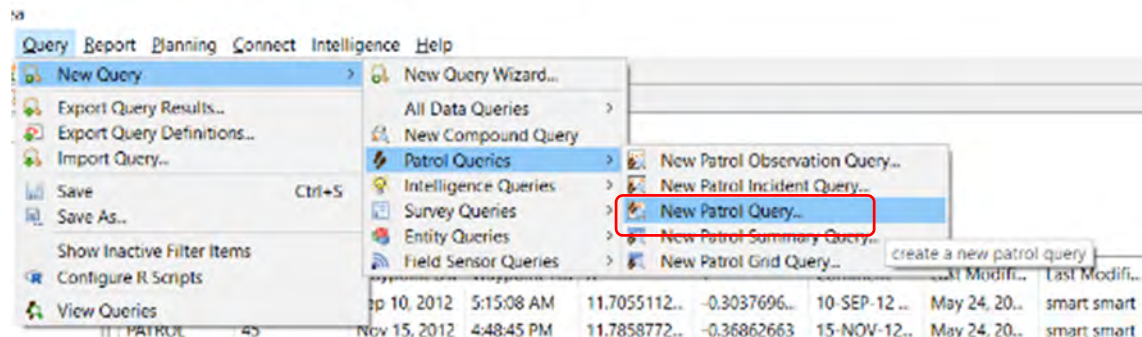 Query Report Planning Connect Intelligence Help
New Query
Export Query Results...
Export Query Definitions...
Import Query...
Save Ctrl+S
Save As...
Show Inactive Filter Items
Configure R Scripts
View Queries
New Query Wizard...
All Data Queries
New Compound Query
Patrol Queries
Intelligence Queries
Survey Queries
Entity Queries
Field Sensor Queries
New Patrol Observation Query...
New Patrol Incident Query...
New Patrol Query...
New Patrol Summary Query...
New Patrol Grid Query...
create a new patrol query
Last Modifi... Last Modifi...
10, 2012 5:15:08 AM 11.7055112... -0.3037696... 10-SEP-12 ... May 24, 20... smart smart
PATROL 45 Nov 15, 2012 4:48:45 PM 11.7858772... -0.36862663 15-NOV-12... May 24, 20... smart smart